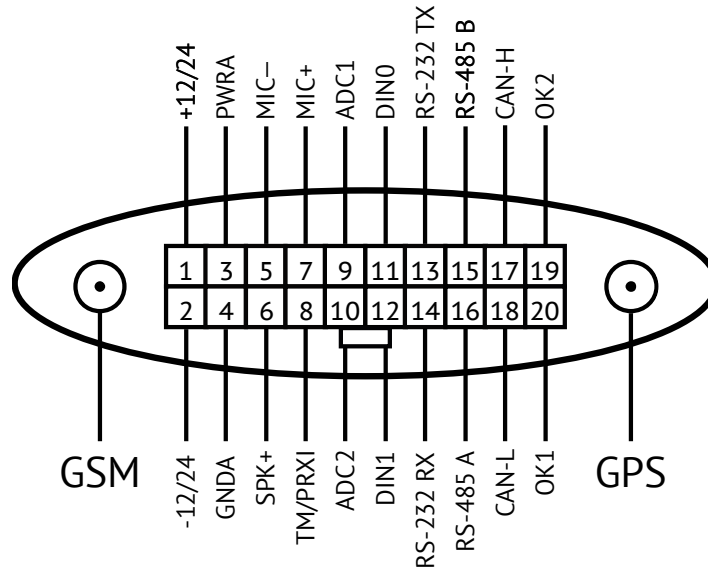 +12/24
PWRA
MIC–
MIC+
ADC1
DIN0
RS-232 TX
RS-485 B
CAN-H
OK2
1 3 5 7 9 11 13 15 17 19
2 4 6 8 10 12 14 16 18 20
GSM
GPS
-12/24
GNDA
SPK+
TM/PRXI
ADC2
DIN1
RS-232 RX
RS-485 A
CAN-L
OK1